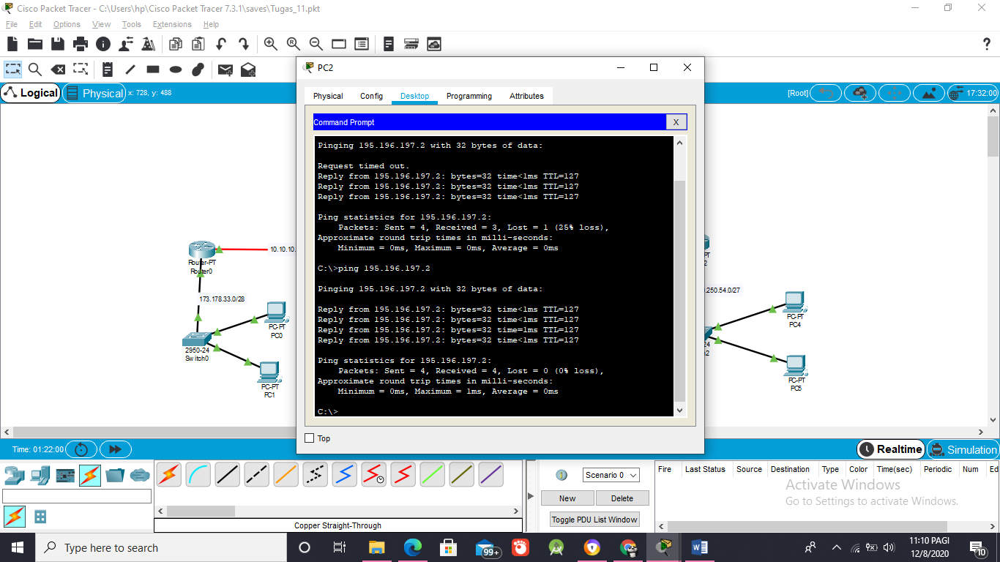 Cisco Packet Tracer - C:\Users\hp\Cisco Packet Tracer 7.3.1\saves\Tugas_11.pkt
File Edit Options View Tools Extensions Help
?
PC2
Logical Physical x: 728, y: 488
[Root] 17:32:00
Physical Config Desktop Programming Attributes
Command Prompt X
Pinging 195.196.197.2 with 32 bytes of data:
Request timed out.
Reply from 195.196.197.2: bytes=32 time<1ms TTL=127
Reply from 195.196.197.2: bytes=32 time<1ms TTL=127
Reply from 195.196.197.2: bytes=32 time<1ms TTL=127
Ping statistics for 195.196.197.2:
Packets: Sent = 4, Received = 3, Lost = 1 (25% loss),
Approximate round trip times in milli-seconds:
Minimum = 0ms, Maximum = 0ms, Average = 0ms
C:\>ping 195.196.197.2
Pinging 195.196.197.2 with 32 bytes of data:
Reply from 195.196.197.2: bytes=32 time<1ms TTL=127
Reply from 195.196.197.2: bytes=32 time<1ms TTL=127
Reply from 195.196.197.2: bytes=32 time=1ms TTL=127
Reply from 195.196.197.2: bytes=32 time<1ms TTL=127
Ping statistics for 195.196.197.2:
Packets: Sent = 4, Received = 4, Lost = 0 (0% loss),
Approximate round trip times in milli-seconds:
Minimum = 0ms, Maximum = 1ms, Average = 0ms
C:\>
Top
Router-PT
Router0
10.10.10.
173.178.33.0/28
PC-PT
PC0
2950-24
Switch0
PC-PT
PC1
PT
2
.250.54.0/27
PC-PT
PC4
24
h2
PC-PT
PC5
Time: 01:22:00
Realtime Simulation
Scenario 0
New Delete
Toggle PDU List Window
Fire Last Status Source Destination Type Color Time(sec) Periodic Num Ed
Activate Windows
Go to Settings to activate Windows.
Copper Straight-Through
Type here to search
99+
11:10 PAGI
12/8/2020
10